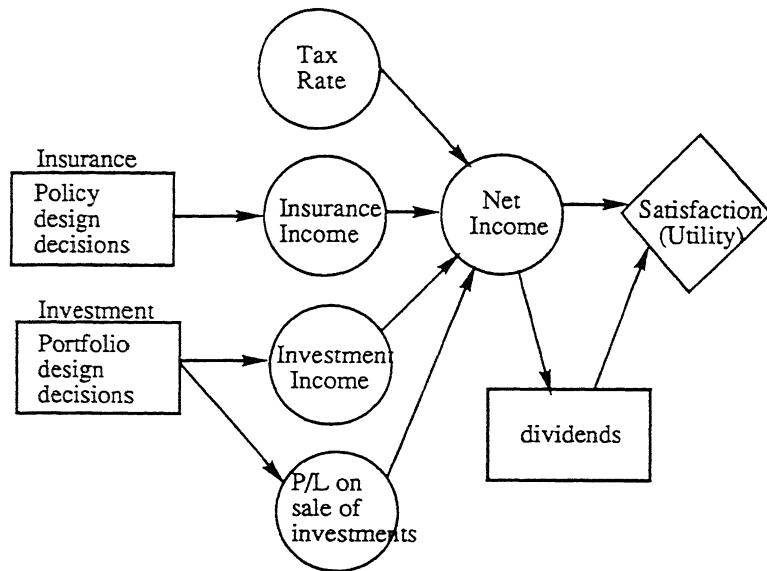 Tax
Rate
Insurance
Policy
design
decisions
Insurance
Income
Net
Income
Satisfaction
(Utility)
Investment
Portfolio
design
decisions
Investment
Income
dividends
P/L on
sale of
investments